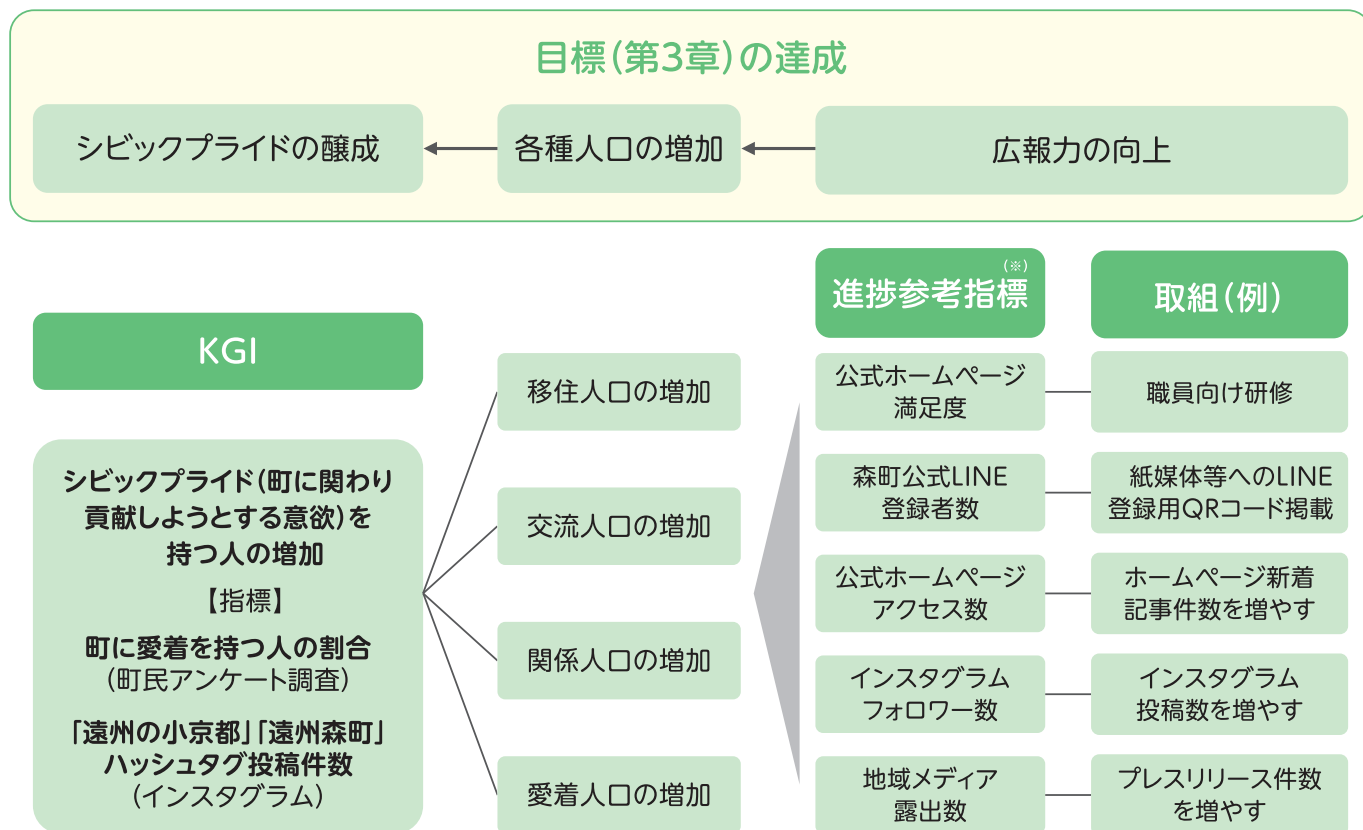 目標(第3章)の達成
シビックプライドの醸成
各種人口の増加
広報力の向上
KGI
シビックプライド(町に関わり
貢献しようとする意欲)を
持つ人の増加
【指標】
町に愛着を持つ人の割合
(町民アンケート調査)
「遠州の小京都」「遠州森町」
ハッシュタグ投稿件数
(インスタグラム)
移住人口の増加
交流人口の増加
関係人口の増加
愛着人口の増加
(※)
進捗参考指標
取組(例)
公式ホームページ
満足度
職員向け研修
森町公式LINE
登録者数
紙媒体等へのLINE
登録用QRコード掲載
公式ホームページ
アクセス数
ホームページ新着
記事件数を増やす
インスタグラム
フォロワー数
インスタグラム
投稿数を増やす
地域メディア
露出数
プレスリリース件数
を増やす